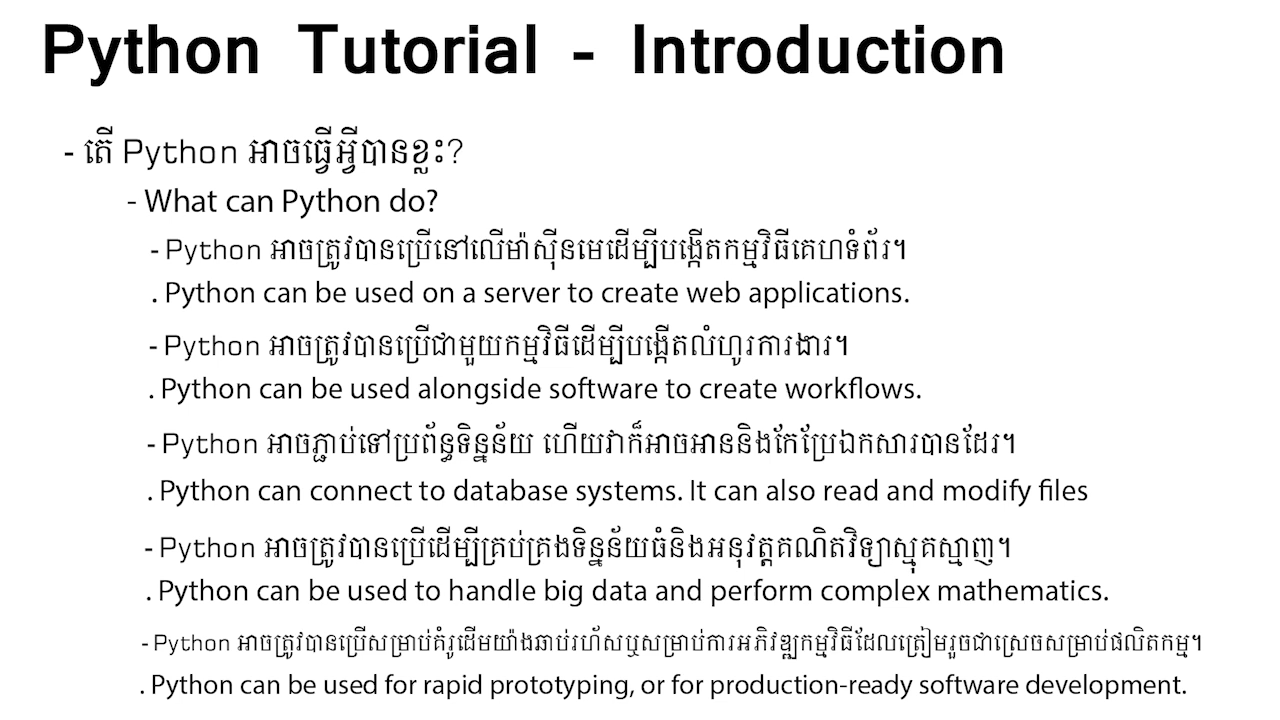 Python Tutorial - Introduction
- តើ Python អាចធ្វើអ្វីបានខ្លះ?
- What can Python do?
- Python អាចត្រូវបានប្រើនៅលើម៉ាស៊ីនមេដើម្បីបង្កើតកម្មវិធីគេហទំព័រ។
. Python can be used on a server to create web applications.
- Python អាចត្រូវបានប្រើជាមួយកម្មវិធីដើម្បីបង្កើតលំហូរការងារ។
. Python can be used alongside software to create workflows.
- Python អាចភ្ជាប់ទៅប្រព័ន្ធទិន្នន័យ ហើយវាក៏អាចអាននិងកែប្រែឯកសារបានដែរ។
. Python can connect to database systems. It can also read and modify files
- Python អាចត្រូវបានប្រើដើម្បីគ្រប់គ្រងទិន្នន័យធំនិងអនុវត្តគណិតវិទ្យាស្មុគស្មាញ។
. Python can be used to handle big data and perform complex mathematics.
- Python អាចត្រូវបានប្រើសម្រាប់គំរូដើមយ៉ាងឆាប់រហ័សឬសម្រាប់ការអភិវឌ្ឍកម្មវិធីដែលត្រៀមរួចជាស្រេចសម្រាប់ផលិតកម្ម។
. Python can be used for rapid prototyping, or for production-ready software development.